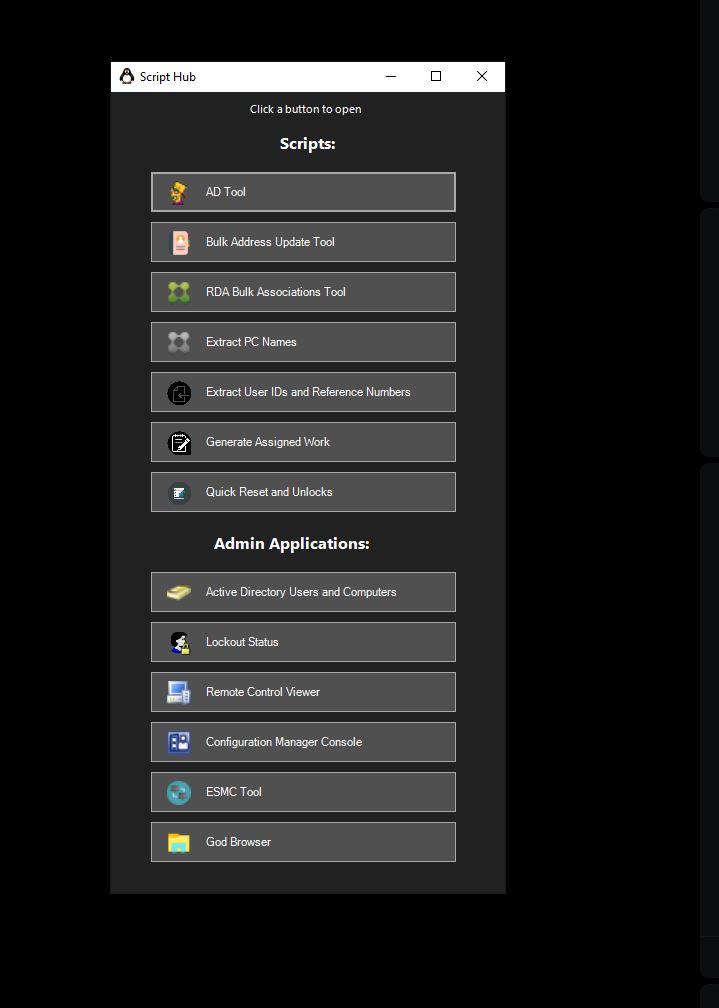 Script Hub
Click a button to open
Scripts:
AD Tool
Bulk Address Update Tool
RDA Bulk Associations Tool
Extract PC Names
Extract User IDs and Reference Numbers
Generate Assigned Work
Quick Reset and Unlocks
Admin Applications:
Active Directory Users and Computers
Lockout Status
Remote Control Viewer
Configuration Manager Console
ESMC Tool
God Browser